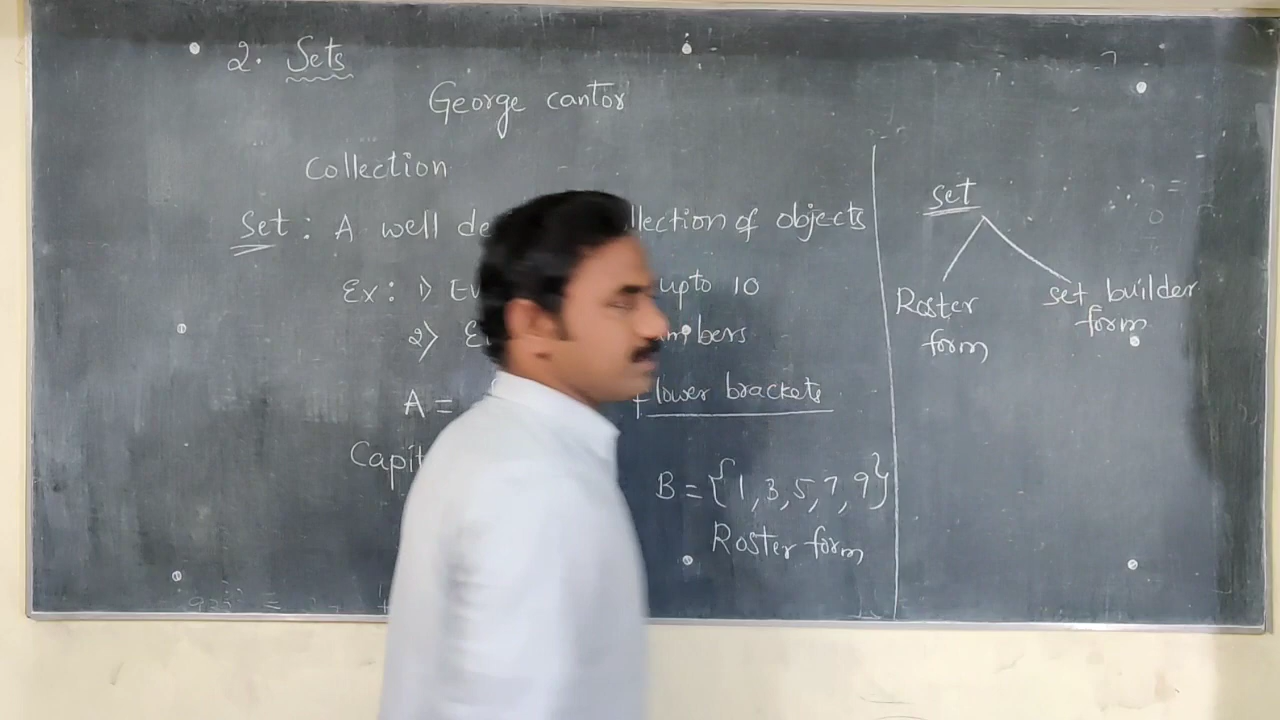 2. Sets
George cantor
Collection
Set : A well de llection of objects
Ex : 1) Ev upto 10
2) mbers
A = flower brackets
Capit
B = {1, 3, 5, 7, 9}
Roster form
set
Roster form
set builder form